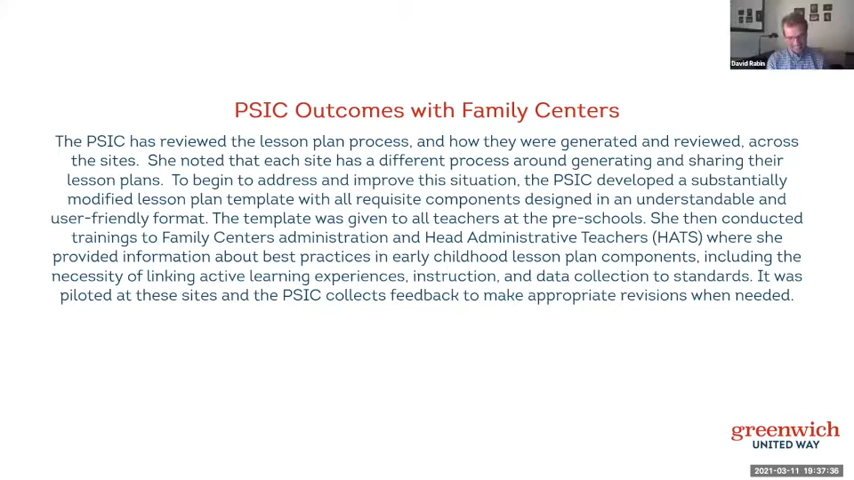 David Rabin
PSIC Outcomes with Family Centers
The PSIC has reviewed the lesson plan process, and how they were generated and reviewed, across
the sites. She noted that each site has a different process around generating and sharing their
lesson plans. To begin to address and improve this situation, the PSIC developed a substantially
modified lesson plan template with all requisite components designed in an understandable and
user-friendly format. The template was given to all teachers at the pre-schools. She then conducted
trainings to Family Centers administration and Head Administrative Teachers (HATS) where she
provided information about best practices in early childhood lesson plan components, including the
necessity of linking active learning experiences, instruction, and data collection to standards. It was
piloted at these sites and the PSIC collects feedback to make appropriate revisions when needed.
greenwich
UNITED WAY
2021-03-11 19:37:36